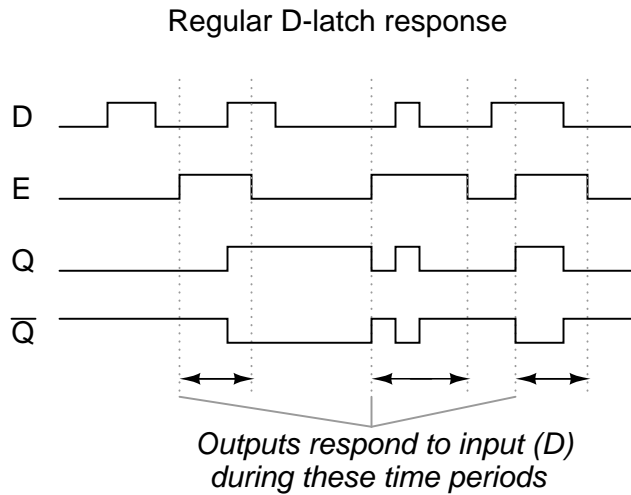 Regular D-latch response
D
E
Q
Q̅
Outputs respond to input (D)
during these time periods